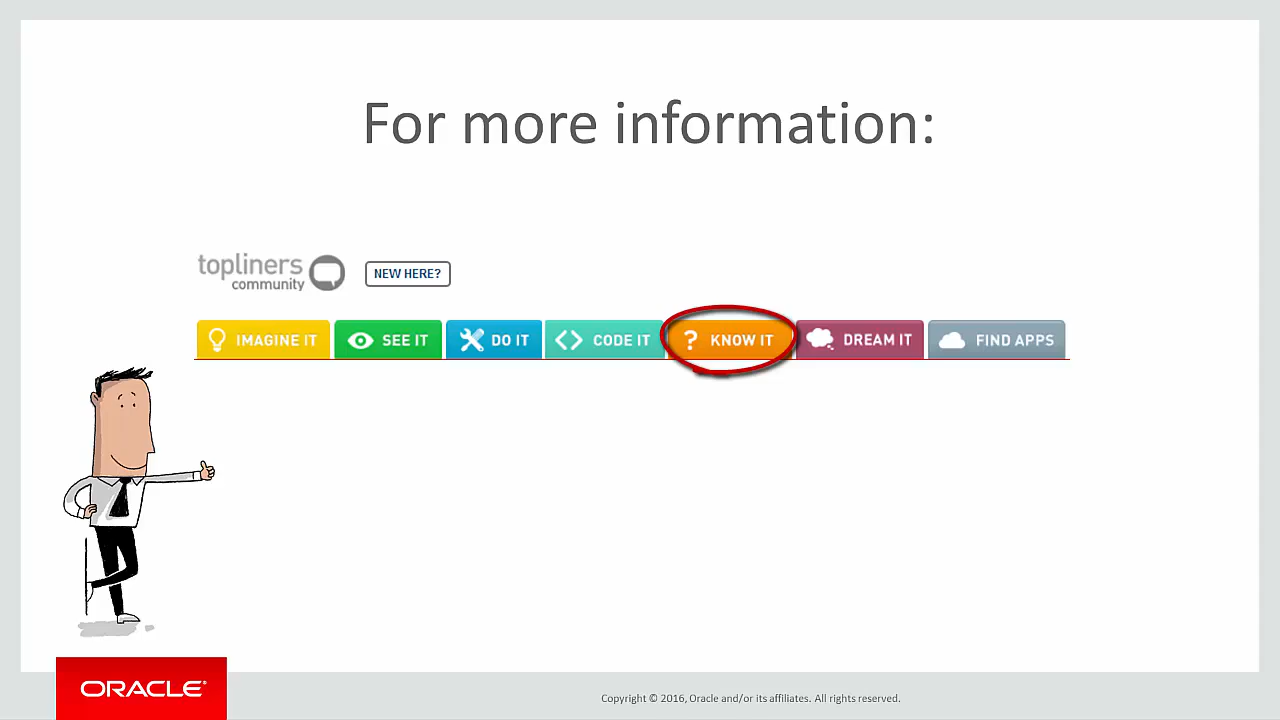 For more information:
topliners
community
NEW HERE?
IMAGINE IT SEE IT DO IT CODE IT ? KNOW IT DREAM IT FIND APPS
ORACLE®
Copyright © 2016, Oracle and/or its affiliates. All rights reserved.